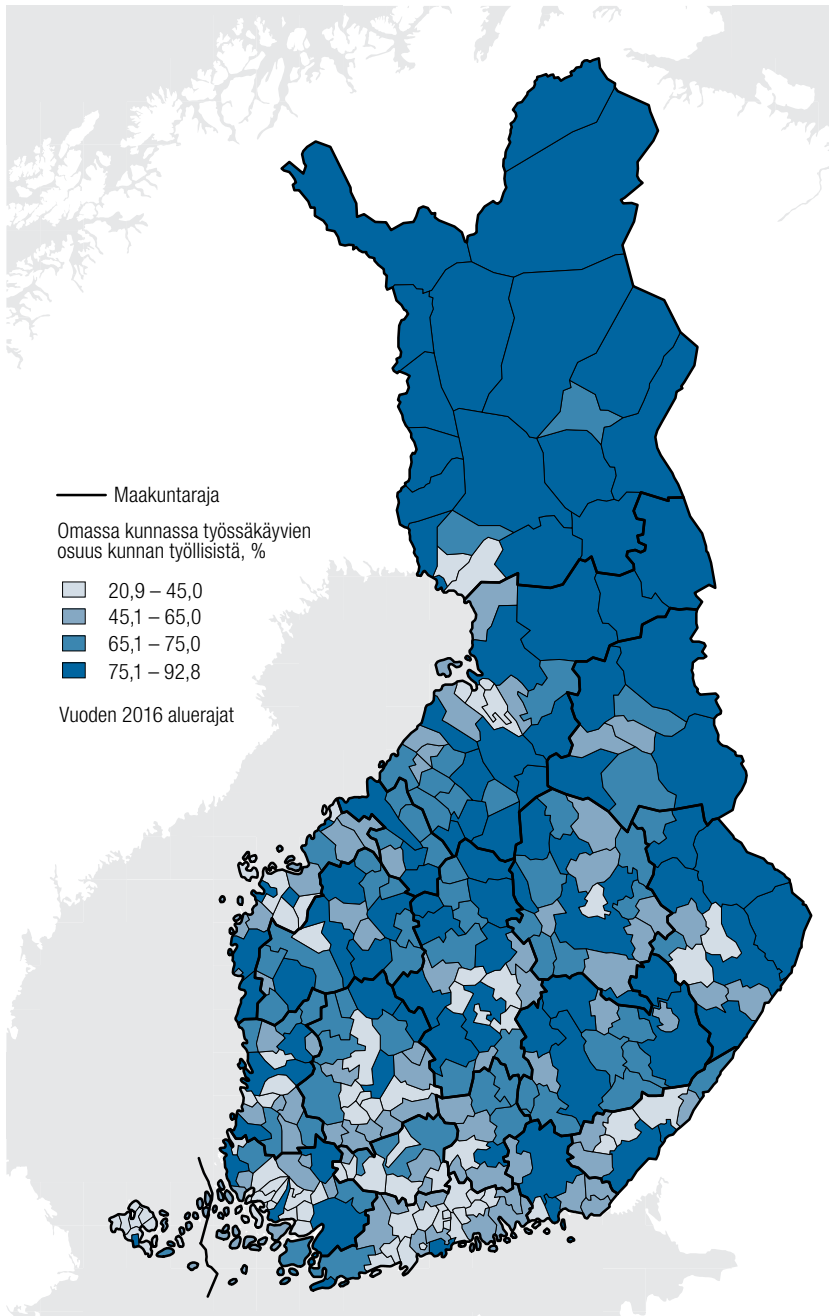 Maakuntaraja
Omassa kunnassa työssäkäyvien
osuus kunnan työllisistä, %
20,9 – 45,0
45,1 – 65,0
65,1 – 75,0
75,1 – 92,8
Vuoden 2016 aluerajat